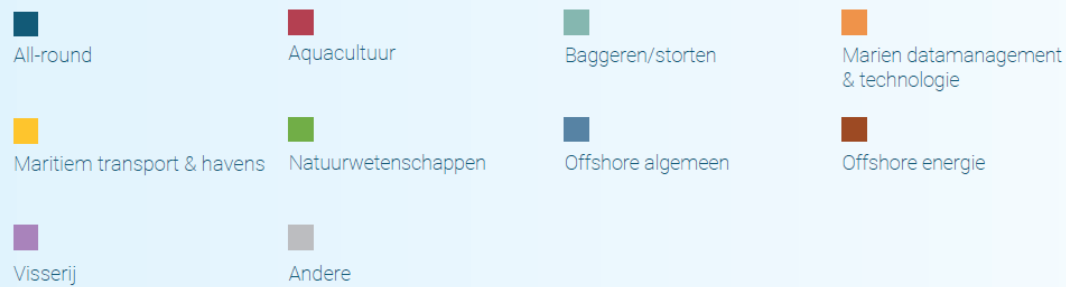 All-round
Aquacultuur
Baggeren/storten
Marien datamanagement
& technologie
Maritiem transport & havens
Natuurwetenschappen
Offshore algemeen
Offshore energie
Visserij
Andere